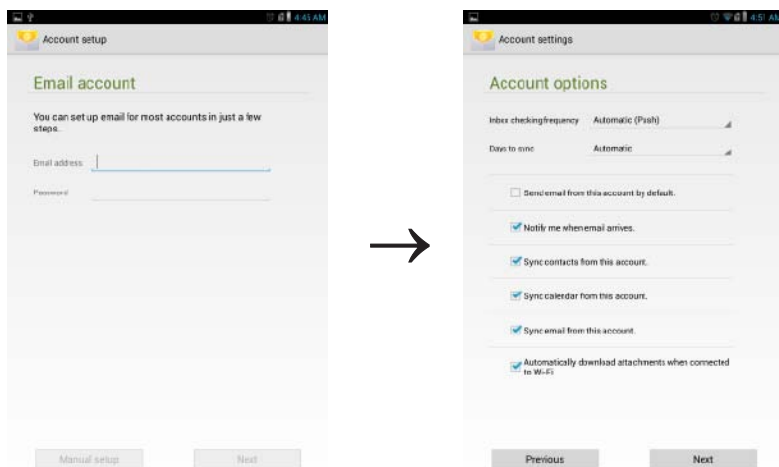 4:45 AM
Account setup
Email account
You can set up email for most accounts in just a few
steps.
Email address
Password
Manual setup
Next
→
4:51 AM
Account settings
Account options
Inbox checking frequency Automatic (Push)
Days to sync Automatic
Send email from this account by default.
Notify me when email arrives.
Sync contacts from this account.
Sync calendar from this account.
Sync email from this account.
Automatically download attachments when connected
to Wi-Fi
Previous
Next